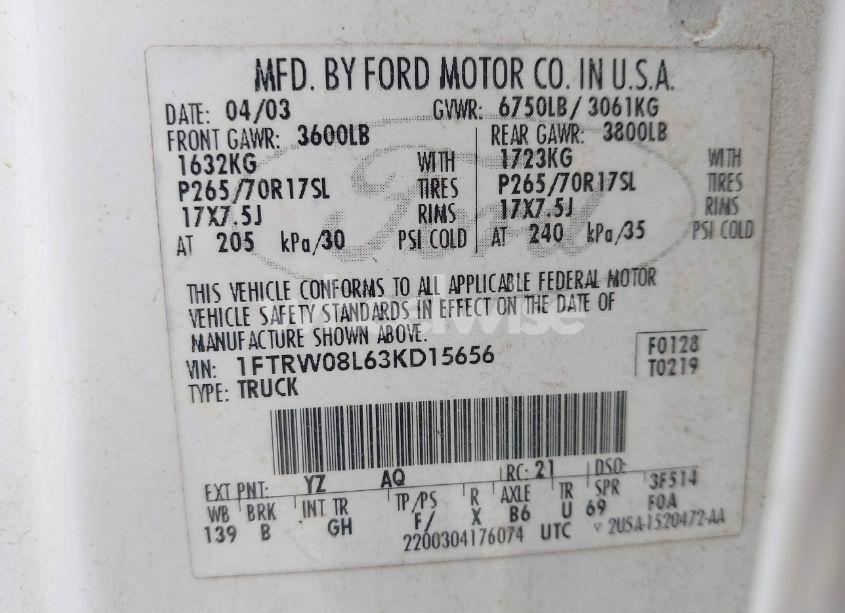 MFD. BY FORD MOTOR CO. IN U.S.A.
DATE: 04/03 GVWR: 6750LB/ 3061KG
FRONT GAWR: 3600LB REAR GAWR: 3800LB
1632KG WITH 1723KG WITH
P265/70R17SL TIRES P265/70R17SL TIRES
17X7.5J RIMS 17X7.5J RIMS
AT 205 kPa/30 PSI COLD AT 240 kPa/35 PSI COLD
Ford
THIS VEHICLE CONFORMS TO ALL APPLICABLE FEDERAL MOTOR
VEHICLE SAFETY STANDARDS IN EFFECT ON THE DATE OF
MANUFACTURE SHOWN ABOVE.
VIN: 1FTRW08L63KD15656 F0128
TYPE: TRUCK T0219
EXT PNT: YZ AQ RC: 21 DSO:
WB BRK INT TR TP/PS R AXLE TR SPR 3F514
139 B GH F/ X B6 U 69 F0A
2200304176074 UTC 2U5A-1520472-AA